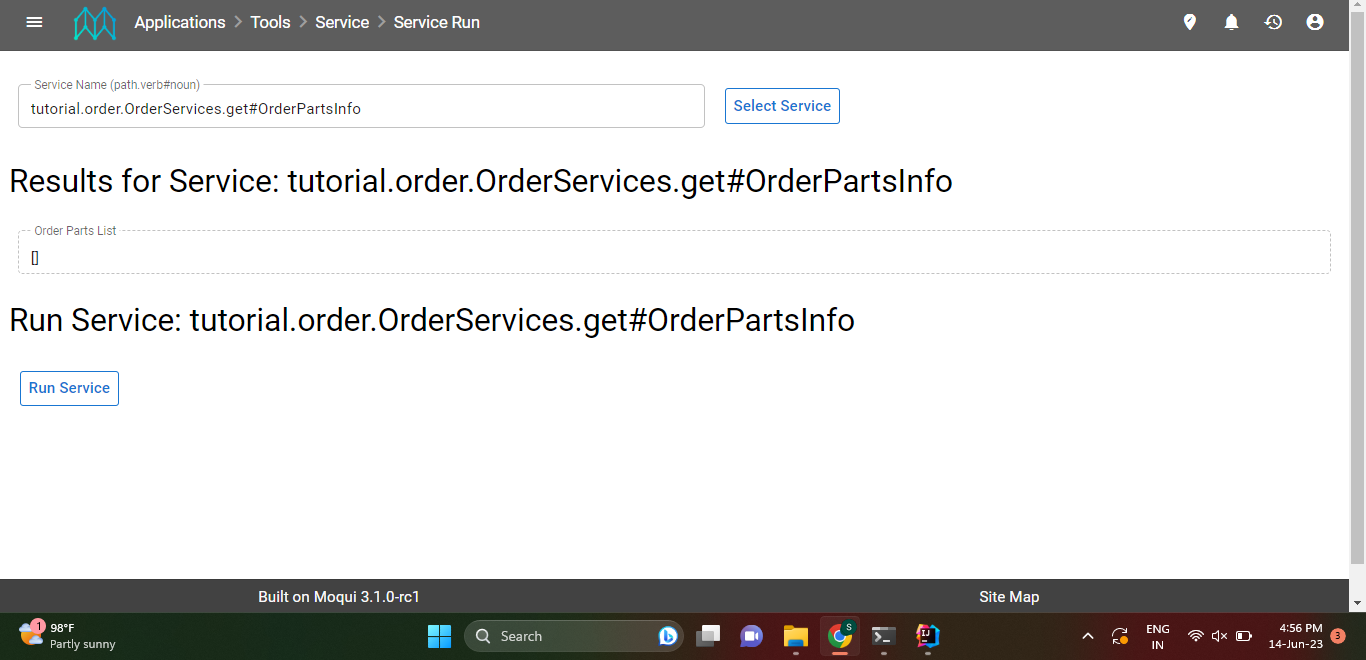 Applications > Tools > Service > Service Run
Service Name (path.verb#noun)
tutorial.order.OrderServices.get#OrderPartsInfo
Select Service
Results for Service: tutorial.order.OrderServices.get#OrderPartsInfo
Order Parts List
[]
Run Service: tutorial.order.OrderServices.get#OrderPartsInfo
Run Service
Built on Moqui 3.1.0-rc1
Site Map
1
98°F
Partly sunny
Search
S
IJ
ENG
IN
4:56 PM
14-Jun-23
3